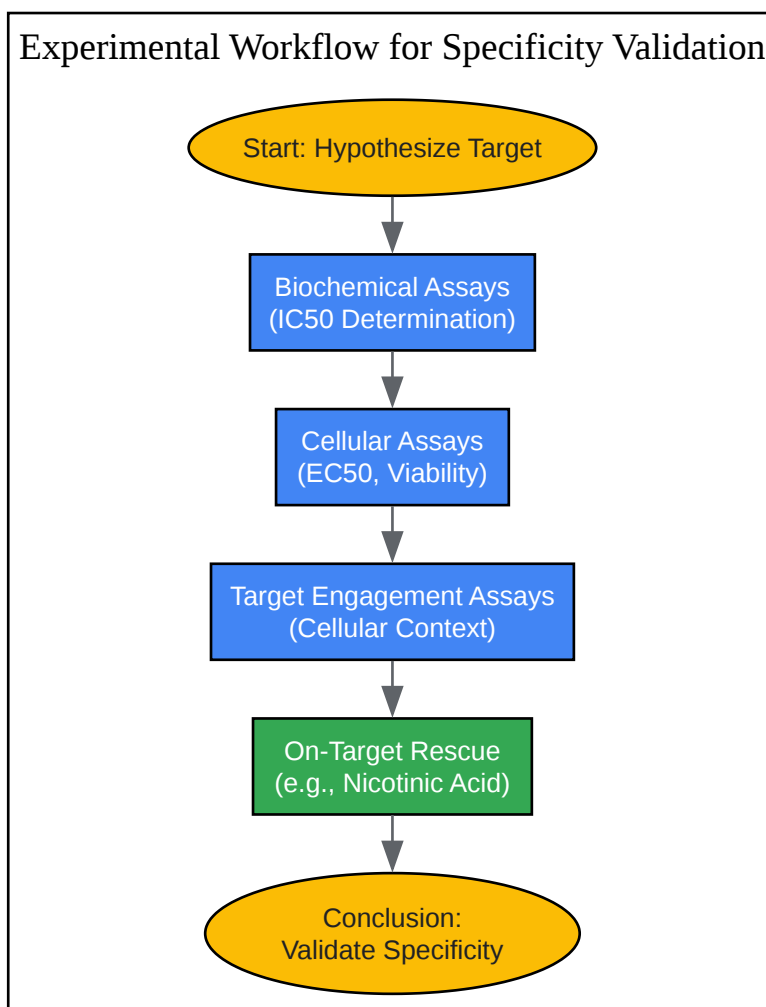 Experimental Workflow for Specificity Validation
Start: Hypothesize Target
Biochemical Assays
(IC50 Determination)
Cellular Assays
(EC50, Viability)
Target Engagement Assays
(Cellular Context)
On-Target Rescue
(e.g., Nicotinic Acid)
Conclusion:
Validate Specificity